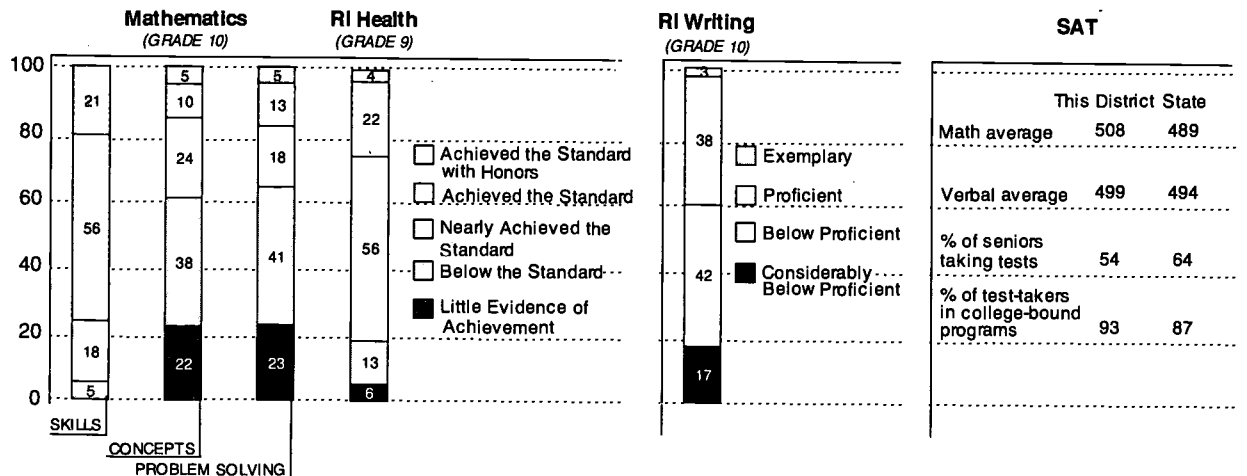 Mathematics
(GRADE 10)
RI Health
(GRADE 9)
100
80
60
40
20
0
21
56
18
5
5
10
24
38
22
5
13
18
41
23
4
22
56
13
6
SKILLS
CONCEPTS
PROBLEM SOLVING
Achieved the Standard
with Honors
Achieved the Standard
Nearly Achieved the
Standard
Below the Standard
Little Evidence of
Achievement
RI Writing
(GRADE 10)
3
38
42
17
Exemplary
Proficient
Below Proficient
Considerably
Below Proficient
SAT
This District State
Math average 508 489
Verbal average 499 494
% of seniors
taking tests 54 64
% of test-takers
in college-bound
programs 93 87